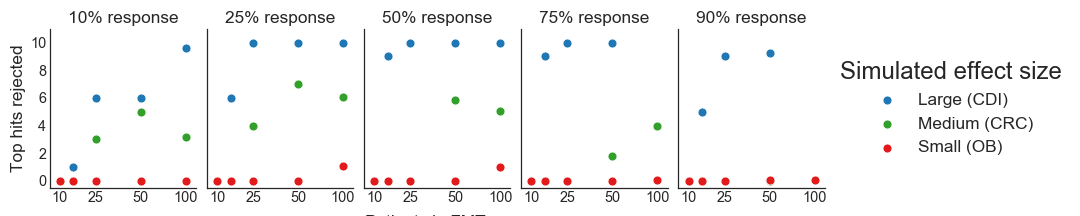 10% response 25% response 50% response 75% response 90% response
Top hits rejected
10
8
6
4
2
0
10 25 50 100 10 25 50 100 10 25 50 100 10 25 50 100 10 25 50 100
Simulated effect size
Large (CDI)
Medium (CRC)
Small (OB)